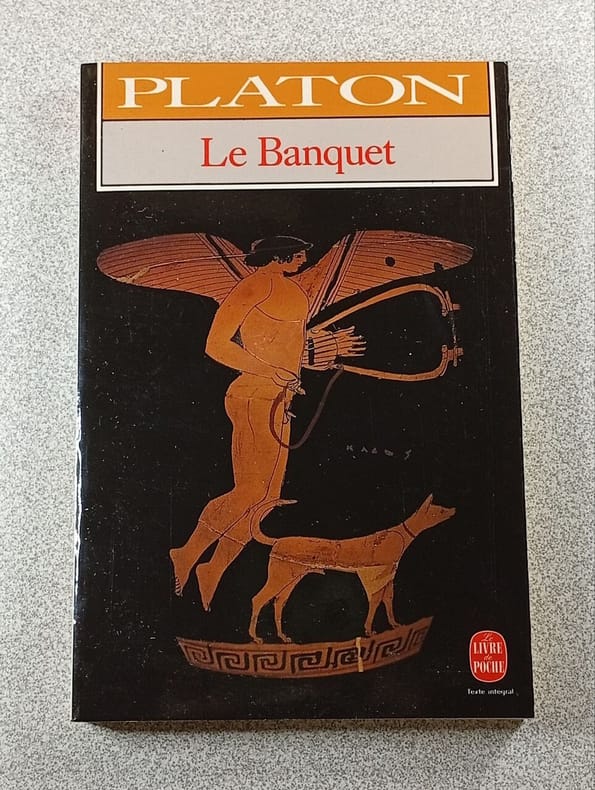 PLATON
Le Banquet
ΚΑΛΟΣ
Le
LIVRE
de
POCHE
Texte intégral